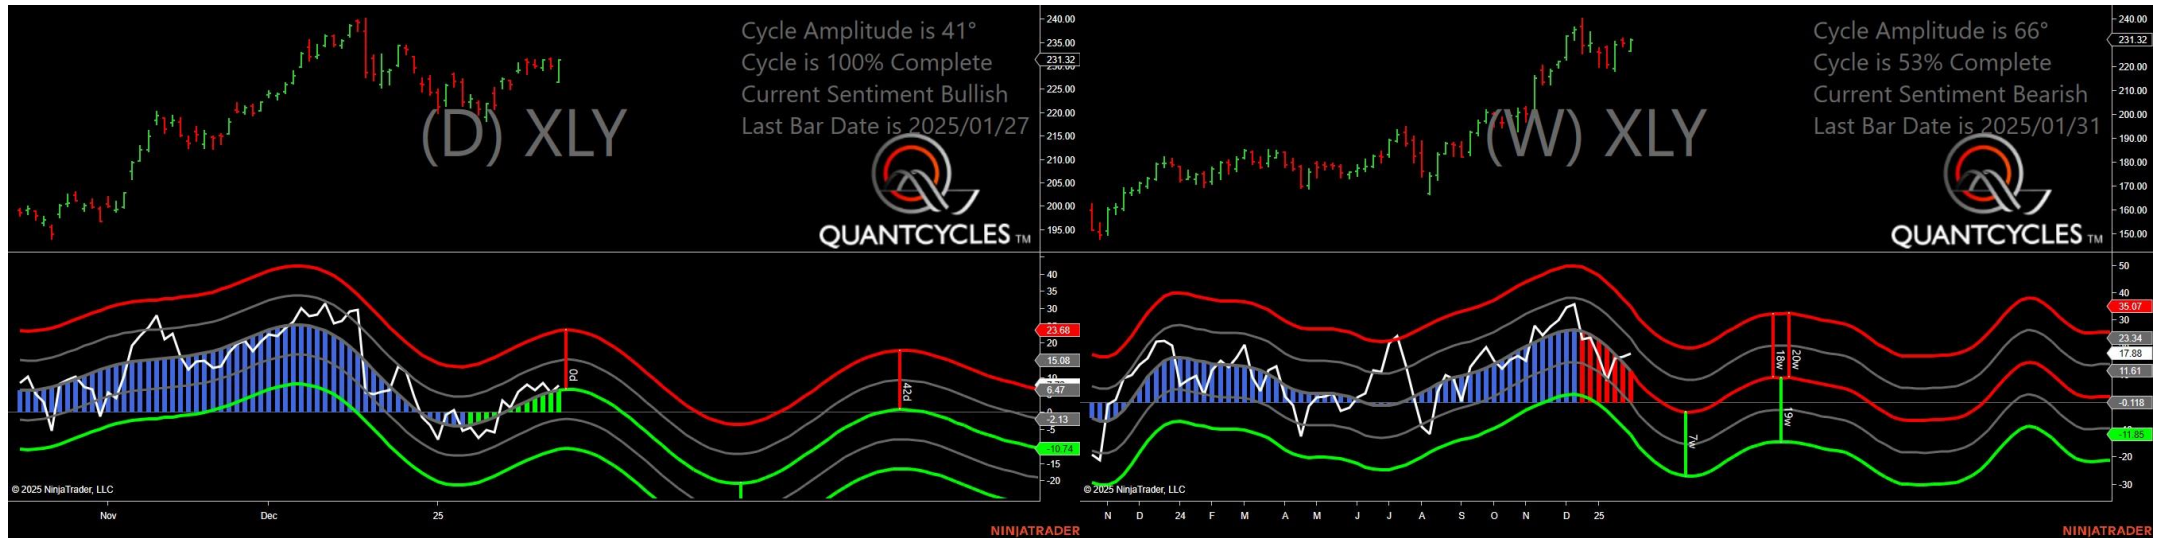 Cycle Amplitude is 41°
Cycle is 100% Complete
Current Sentiment Bullish
Last Bar Date is 2025/01/27
(D) XLY
QUANTCYCLES TM
240.00
235.00
231.32
230.00
225.00
220.00
215.00
210.00
205.00
200.00
195.00
0d
42d
40
35
30
23.68
20
15.08
10
6.47
0
-2.13
-5
-10.74
-15
-20
© 2025 NinjaTrader, LLC
Nov
Dec
25
NINJATRADER
Cycle Amplitude is 66°
Cycle is 53% Complete
Current Sentiment Bearish
Last Bar Date is 2025/01/31
(W) XLY
QUANTCYCLES TM
240.00
231.32
220.00
210.00
200.00
190.00
180.00
170.00
160.00
150.00
7w
18w
20w
19w
50
40
35.07
30
23.34
17.88
11.61
-0.118
-11.85
-20
-30
© 2025 NinjaTrader, LLC
N D 24 F M A M J J A S O N D 25
NINJATRADER